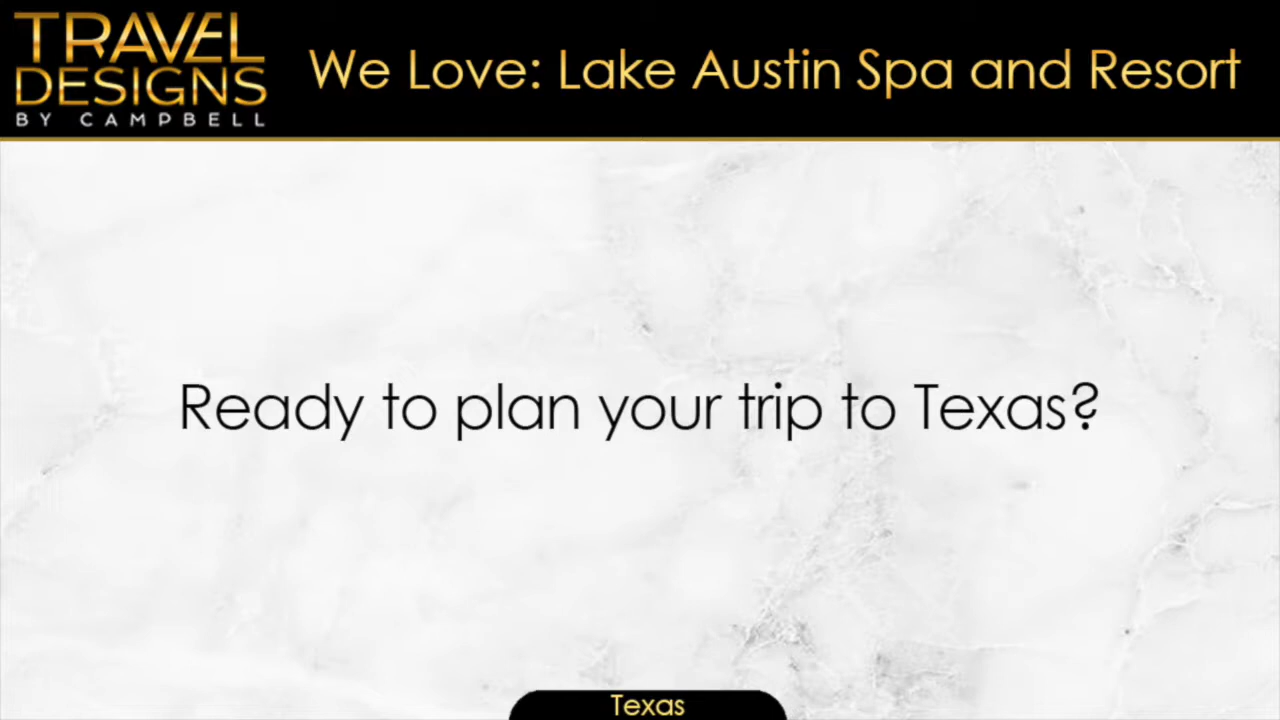 TRAVEL
DESIGNS
BY CAMPBELL
We Love: Lake Austin Spa and Resort
Ready to plan your trip to Texas?
Texas